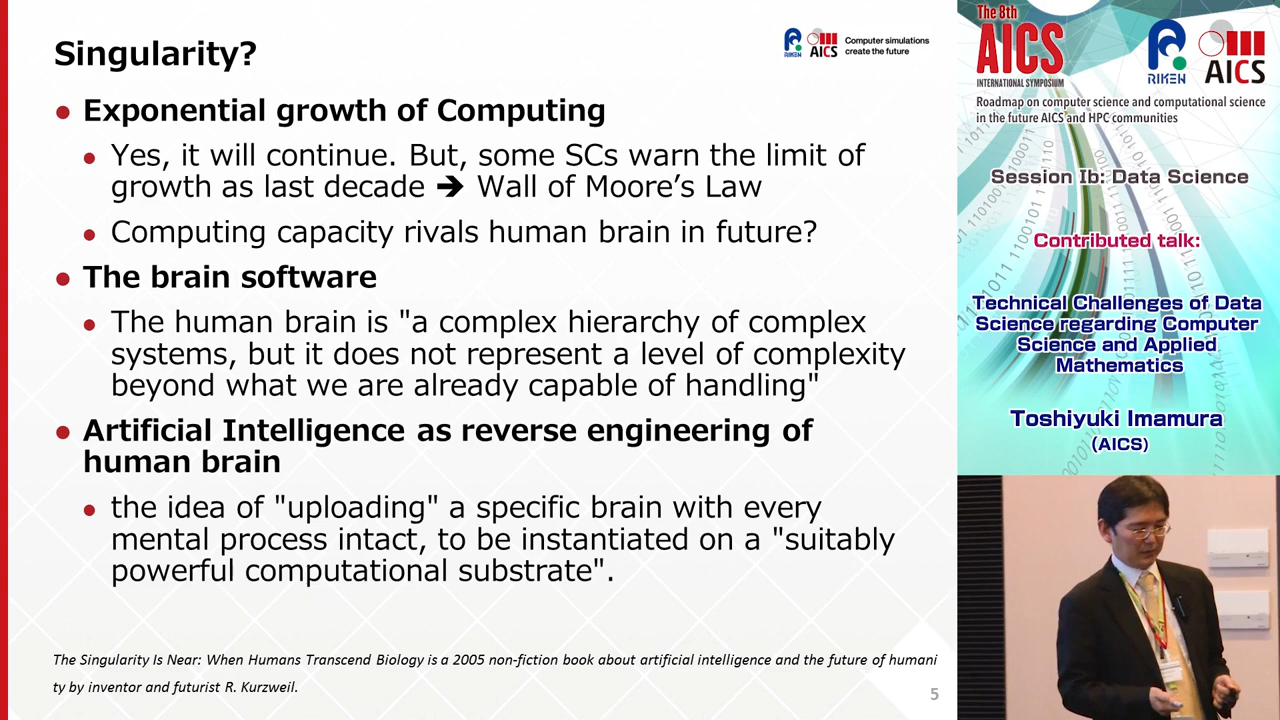 Singularity?
RIKEN AICS Computer simulations
create the future
● Exponential growth of Computing
● Yes, it will continue. But, some SCs warn the limit of
growth as last decade ➔ Wall of Moore's Law
● Computing capacity rivals human brain in future?
● The brain software
● The human brain is "a complex hierarchy of complex
systems, but it does not represent a level of complexity
beyond what we are already capable of handling"
● Artificial Intelligence as reverse engineering of
human brain
● the idea of "uploading" a specific brain with every
mental process intact, to be instantiated on a "suitably
powerful computational substrate".
The Singularity Is Near: When Humans Transcend Biology is a 2005 non-fiction book about artificial intelligence and the future of humani
ty by inventor and futurist R. Kurzweil.
5
The 8th
AICS
INTERNATIONAL SYMPOSIUM
RIKEN AICS
Roadmap on computer science and computational science
in the future AICS and HPC communities
Session Ib: Data Science
Contributed talk:
Technical Challenges of Data
Science regarding Computer
Science and Applied
Mathematics
Toshiyuki Imamura
(AICS)